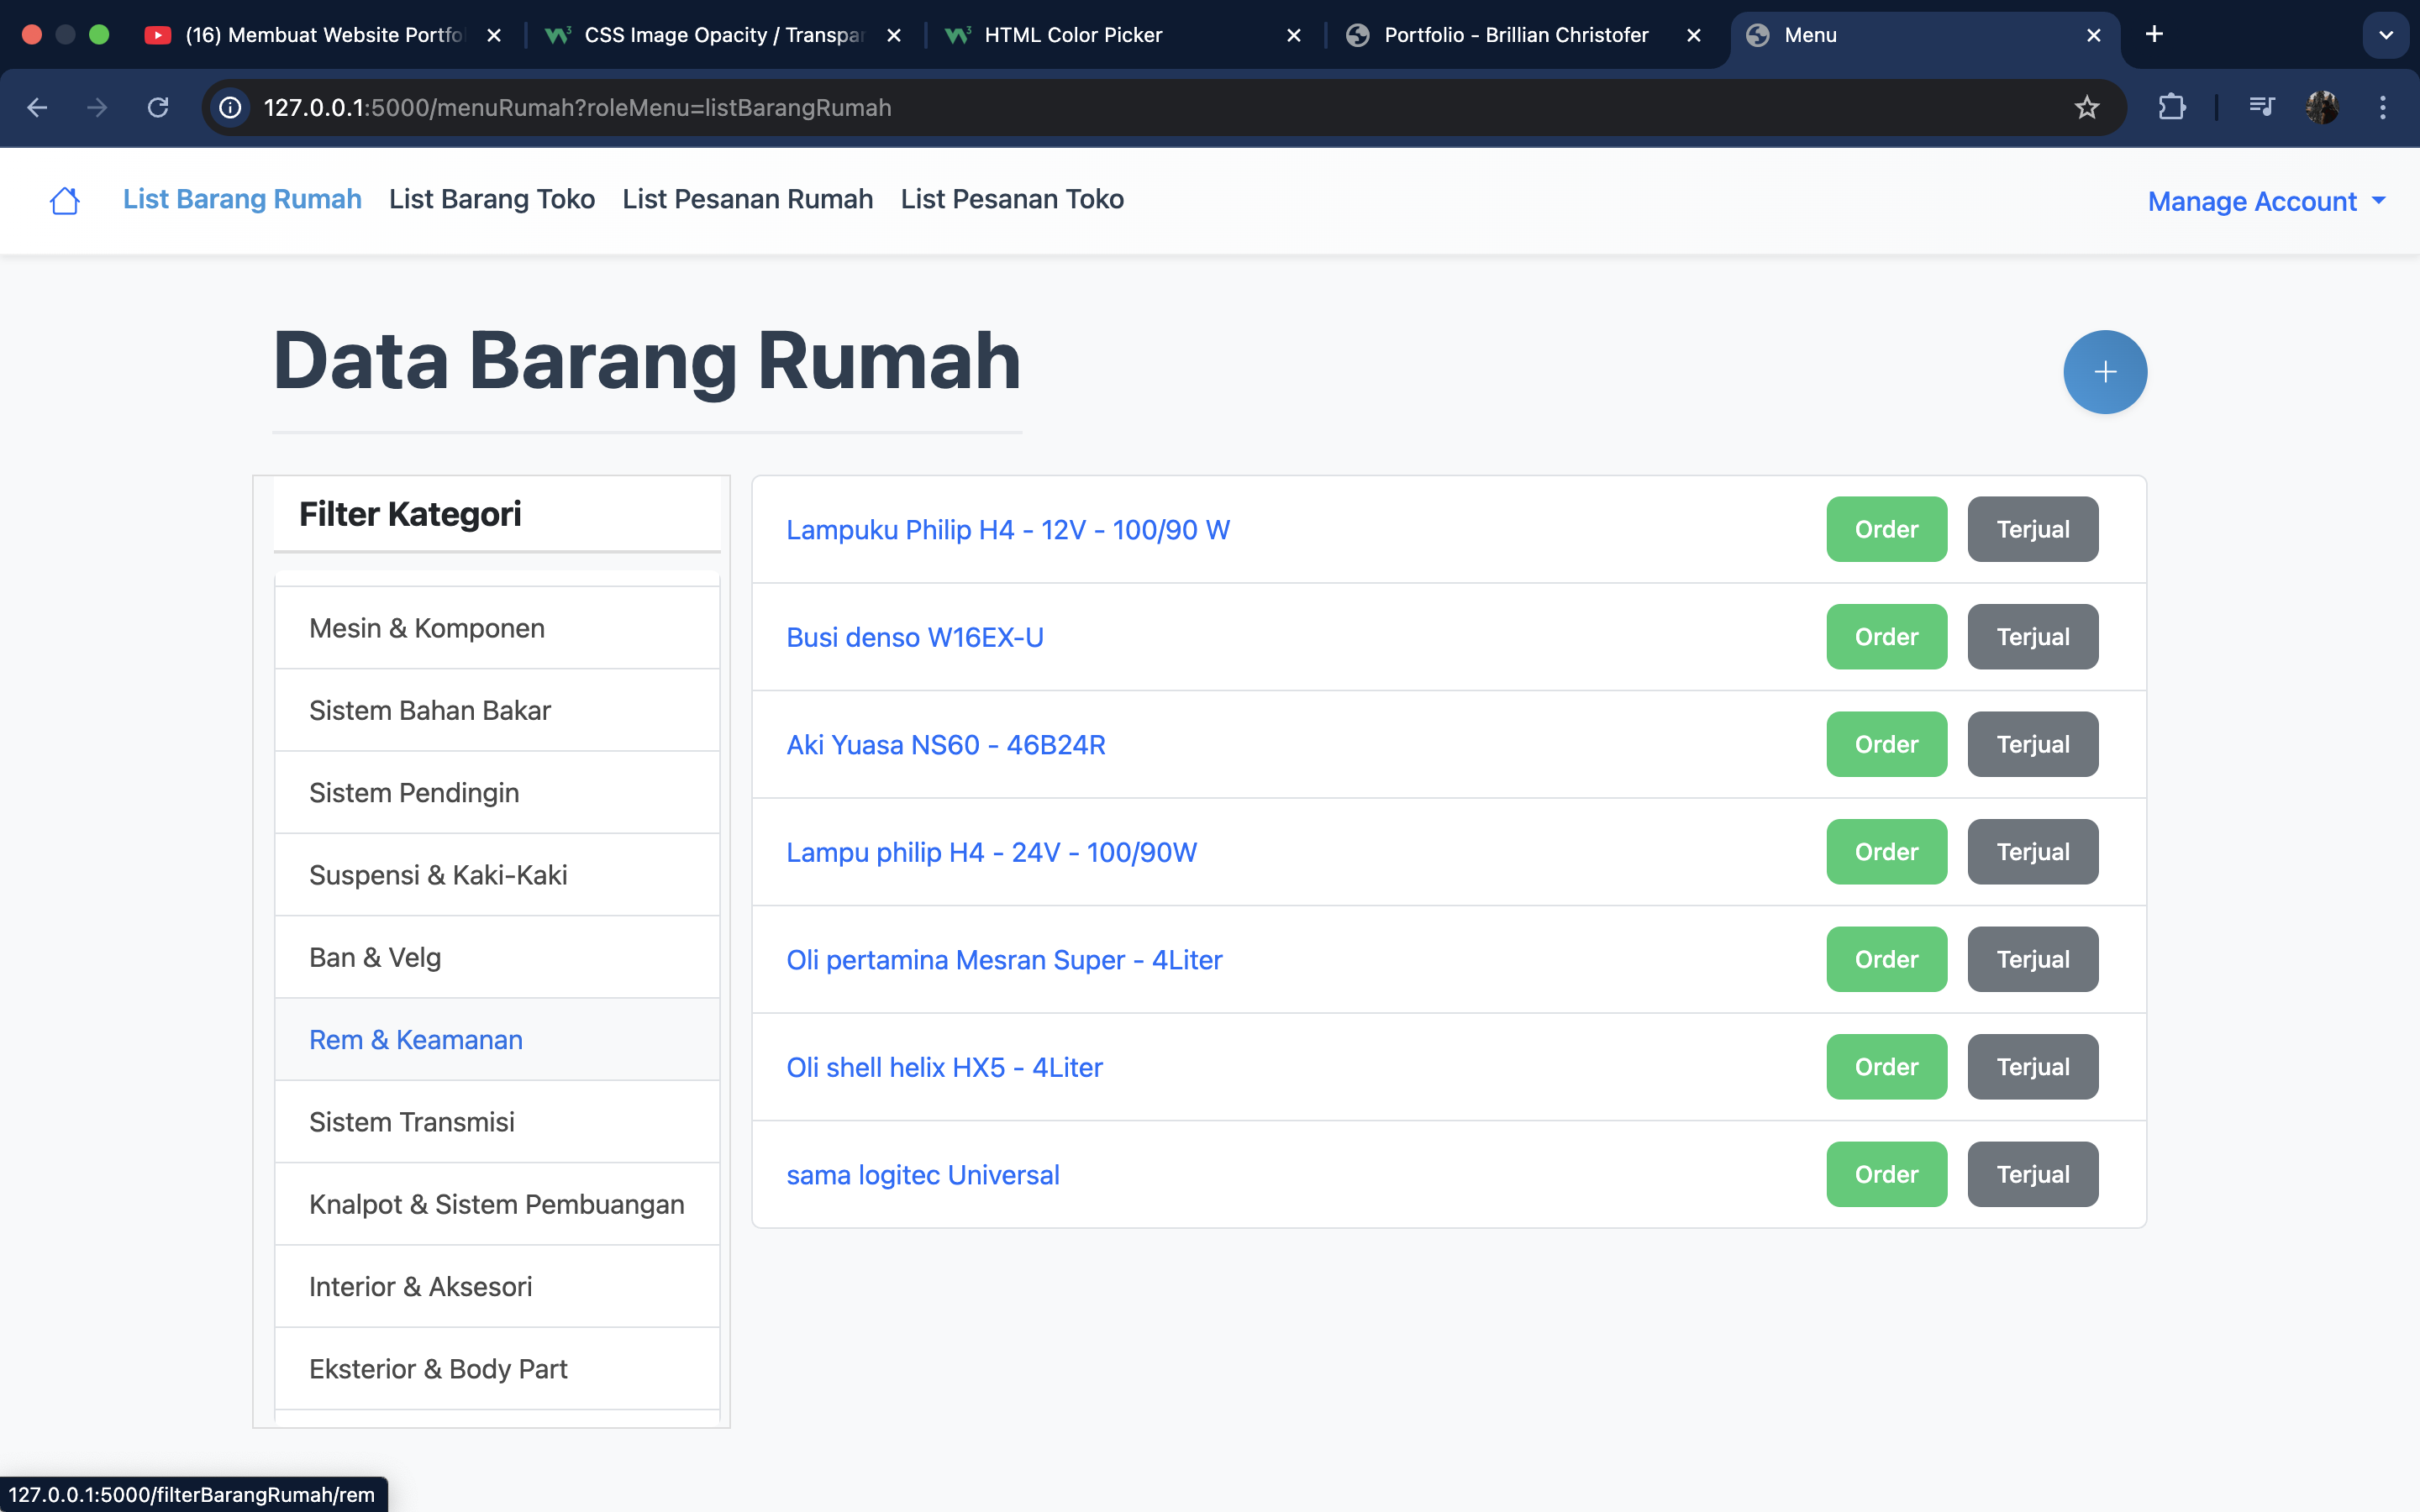 (16) Membuat Website Portfo
CSS Image Opacity / Transpar
HTML Color Picker
Portfolio - Brillian Christofer
Menu
127.0.0.1:5000/menuRumah?roleMenu=listBarangRumah
List Barang Rumah List Barang Toko List Pesanan Rumah List Pesanan Toko
Manage Account
Data Barang Rumah
Filter Kategori
Mesin & Komponen
Sistem Bahan Bakar
Sistem Pendingin
Suspensi & Kaki-Kaki
Ban & Velg
Rem & Keamanan
Sistem Transmisi
Knalpot & Sistem Pembuangan
Interior & Aksesori
Eksterior & Body Part
Lampuku Philip H4 - 12V - 100/90 W Order Terjual
Busi denso W16EX-U Order Terjual
Aki Yuasa NS60 - 46B24R Order Terjual
Lampu philip H4 - 24V - 100/90W Order Terjual
Oli pertamina Mesran Super - 4Liter Order Terjual
Oli shell helix HX5 - 4Liter Order Terjual
sama logitec Universal Order Terjual
127.0.0.1:5000/filterBarangRumah/rem